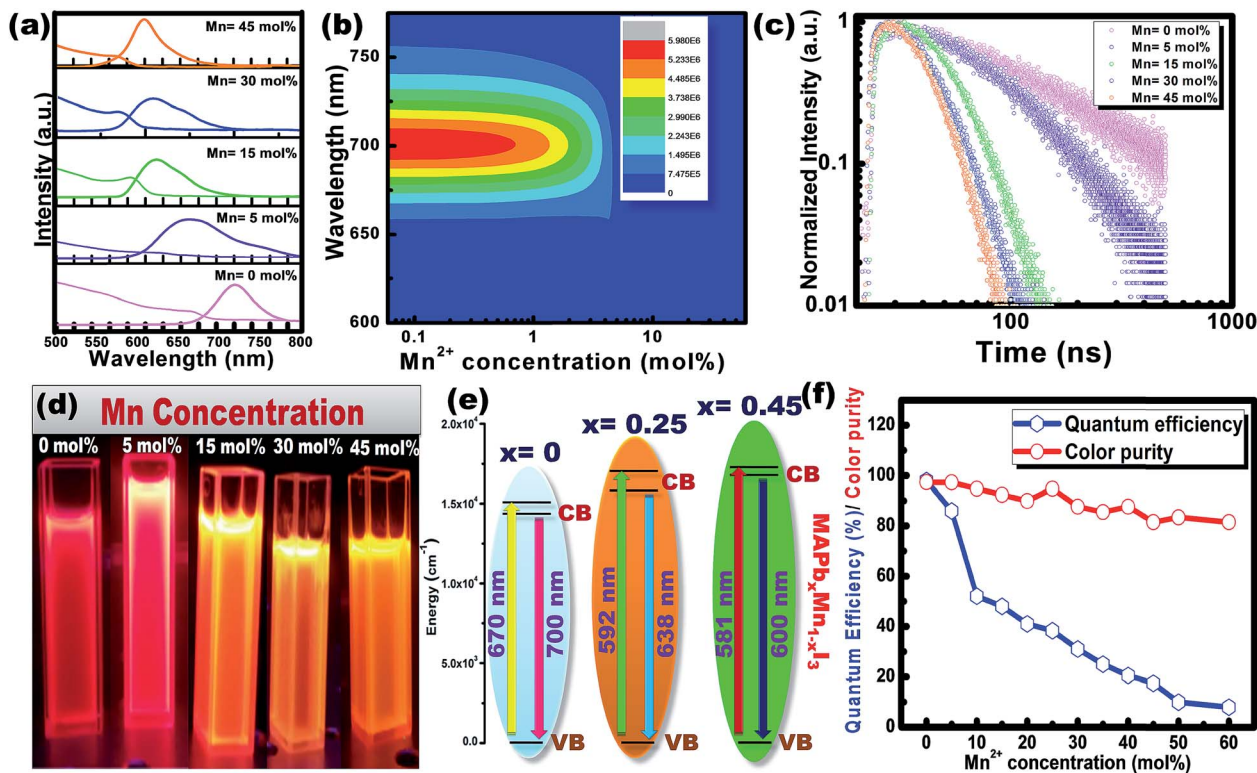 (a)
Intensity (a.u.)
Mn= 45 mol%
Mn= 30 mol%
Mn= 15 mol%
Mn= 5 mol%
Mn= 0 mol%
500 550 600 650 700 750 800
Wavelength (nm)
(b)
Wavelength (nm)
750
700
650
600
5.980E6
5.233E6
4.485E6
3.738E6
2.990E6
2.243E6
1.495E6
7.475E5
0
0.1 1 10
Mn2+ concentration (mol%)
(c)
Normalized Intensity (a.u.)
1
0.1
0.01
Mn= 0 mol%
Mn= 5 mol%
Mn= 15 mol%
Mn= 30 mol%
Mn= 45 mol%
100 1000
Time (ns)
(d) Mn Concentration
0 mol% 5 mol% 15 mol% 30 mol% 45 mol%
(e)
Energy (cm-1)
2.0x10^4
1.5x10^4
1.0x10^4
5.0x10^3
0.0
x= 0
x= 0.25
x= 0.45
CB
CB
CB
670 nm 700 nm
592 nm 638 nm
581 nm 600 nm
VB
VB
VB
MAPbxMn1-xI3
(f)
Quantum Efficiency (%)/ Color purity
120
100
80
60
40
20
0
Quantum efficiency
Color purity
0 10 20 30 40 50 60
Mn2+ concentration (mol%)